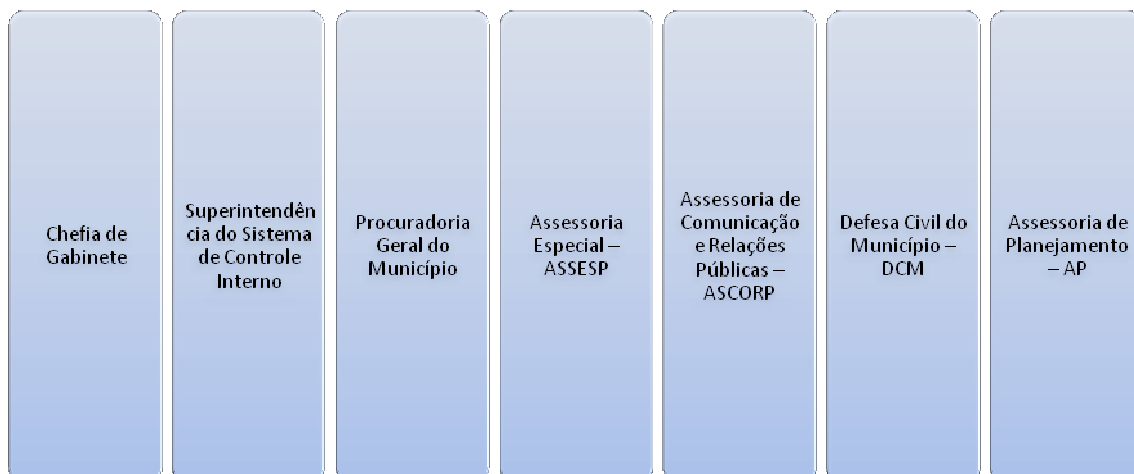 Chefia de
Gabinete
Superintendên
cia do Sistema
de Controle
Interno
Procuradoria
Geral do
Município
Assessoria
Especial –
ASSESP
Assessoria de
Comunicação
e Relações
Públicas –
ASCORP
Defesa Civil do
Município –
DCM
Assessoria de
Planejamento
– AP